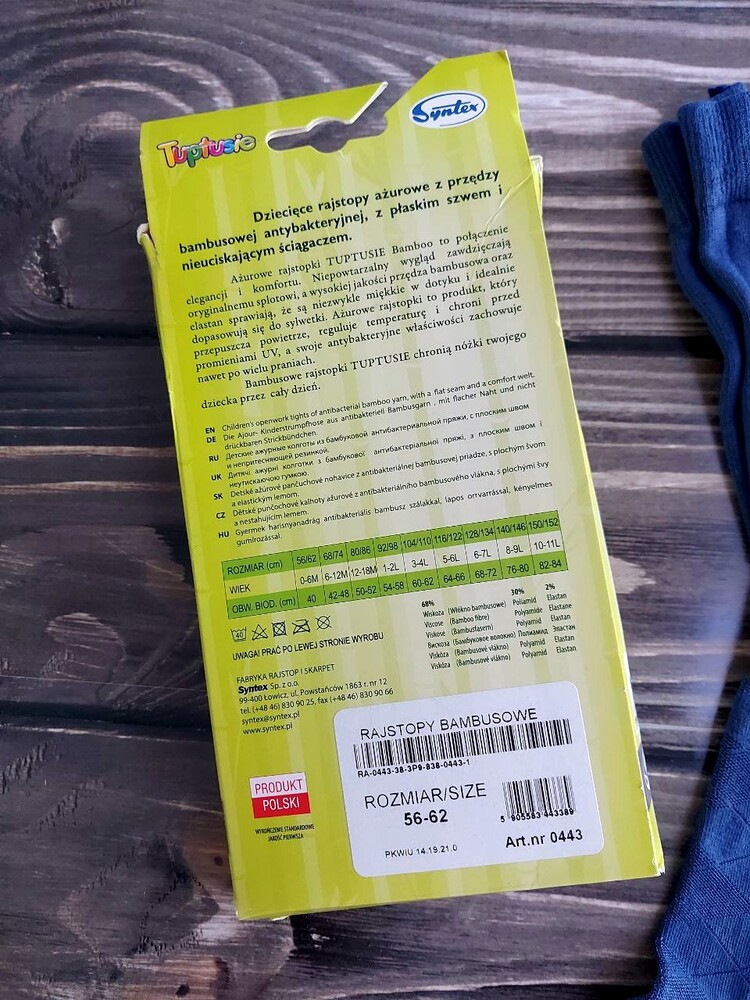 Tuptusie
Syntex
Dziecięce rajstopy ażurowe z przędzy
bambusowej antybakteryjnej, z płaskim szwem i
nieuciskającym ściągaczem.
Ażurowe rajstopki TUPTUSIE Bamboo to połączenie
elegancji i komfortu. Niepowtarzalny wygląd zawdzięczają
oryginalnemu splotowi, a wysokiej jakości przędza bambusowa oraz
elastan sprawiają, że są niezwykle miękkie w dotyku i idealnie
dopasowują się do sylwetki. Ażurowe rajstopki to produkt, który
przepuszcza powietrze, reguluje temperaturę i chroni przed
promieniami UV, a swoje antybakteryjne właściwości zachowuje
nawet po wielu praniach.
Bambusowe rajstopki TUPTUSIE chronią nóżki twojego
dziecka przez cały dzień.
EN Children's openwork tights of antibacterial bamboo yarn, with a flat seam and a comfort welt.
DE Die Ajour- Kinderstrumpfhose aus antibakteriell Bambusgarn , mit flacher Naht und nicht
drückbaren Strickbündchen.
RU Детские ажурные колготы из бамбуковой антибактериальной пряжи, с плоским швом
и непритесняющей резинкой.
UK Дитячі ажурні колготки з бамбукової антибактеріальної пряжі, з плоским швом і
неутискаючою гумкою.
SK Detské ažúrové pančuchové nohavice z antibakteriálnej bambusovej priadze, s plochým švom
a elastickým lemom.
CZ Dětské punčochové kalhoty ažurové z antibakteriálního bambusového vlákna, s plochými švy
a nestahujícím lemem.
HU Gyermek harisnyanadrág antibakteriális bambusz szálakkal, lapos orrvarrással, kényelmes
gumírozással.
ROZMIAR (cm) 56/62 68/74 80/86 92/98 104/110 116/122 128/134 140/146 150/152
WIEK 0-6M 6-12M 12-18M 1-2L 3-4L 5-6L 6-7L 8-9L 10-11L
OBW. BIOD. (cm) 40 42-48 50-52 54-58 60-62 64-66 68-72 76-80 82-84
40
UWAGA! PRAĆ PO LEWEJ STRONIE WYROBU
68% 30% 2%
Wiskoza (Włókno bambusowe) Poliamid Elastan
Viscose (Bamboo fibre) Polyamide Elastane
Viskose (Bambusfasern) Polyamid Elastan
Вискоза (Бамбуковое волокно) Полиамид Эластан
Viskóza (Bambusové vlákno) Polyamid Elastan
Viskóza (Bambusové vlákno) Polyamid Elastan
FABRYKA RAJSTOP I SKARPET
Syntex Sp. z o.o.
99-400 Łowicz, ul. Powstańców 1863 r. nr 12
tel. (+48 46) 830 90 25, fax (+48 46) 830 90 66
syntex@syntex.pl
www.syntex.pl
PRODUKT
POLSKI
WYKOŃCZENIE STANDARDOWE
JAKOŚĆ PIERWSZA
RAJSTOPY BAMBUSOWE
RA-0443-38-3P9-838-0443-1
ROZMIAR/SIZE
56-62
5 905583 443389
PKWIU 14.19.21.0
Art.nr 0443